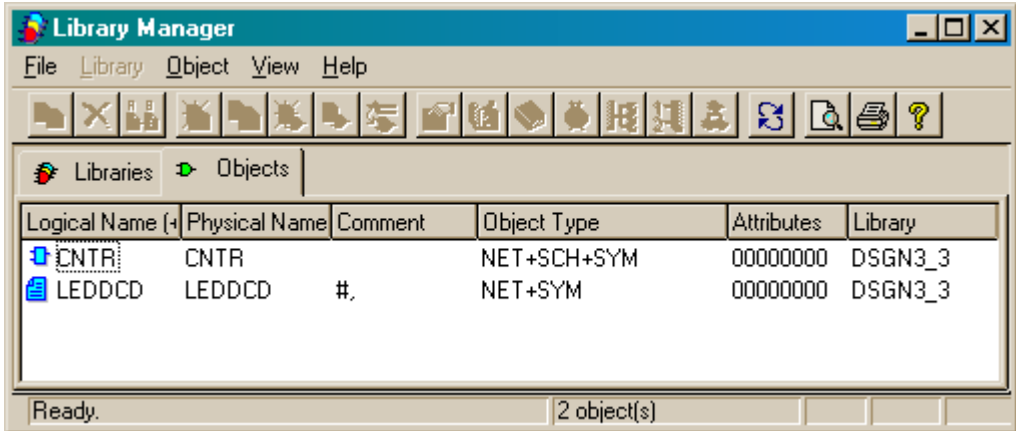 Library Manager
File Library Object View Help
Libraries Objects
Logical Name (+ Physical Name Comment Object Type Attributes Library
CNTR CNTR NET+SCH+SYM 00000000 DSGN3_3
LEDDCD LEDDCD #, NET+SYM 00000000 DSGN3_3
Ready. 2 object(s)